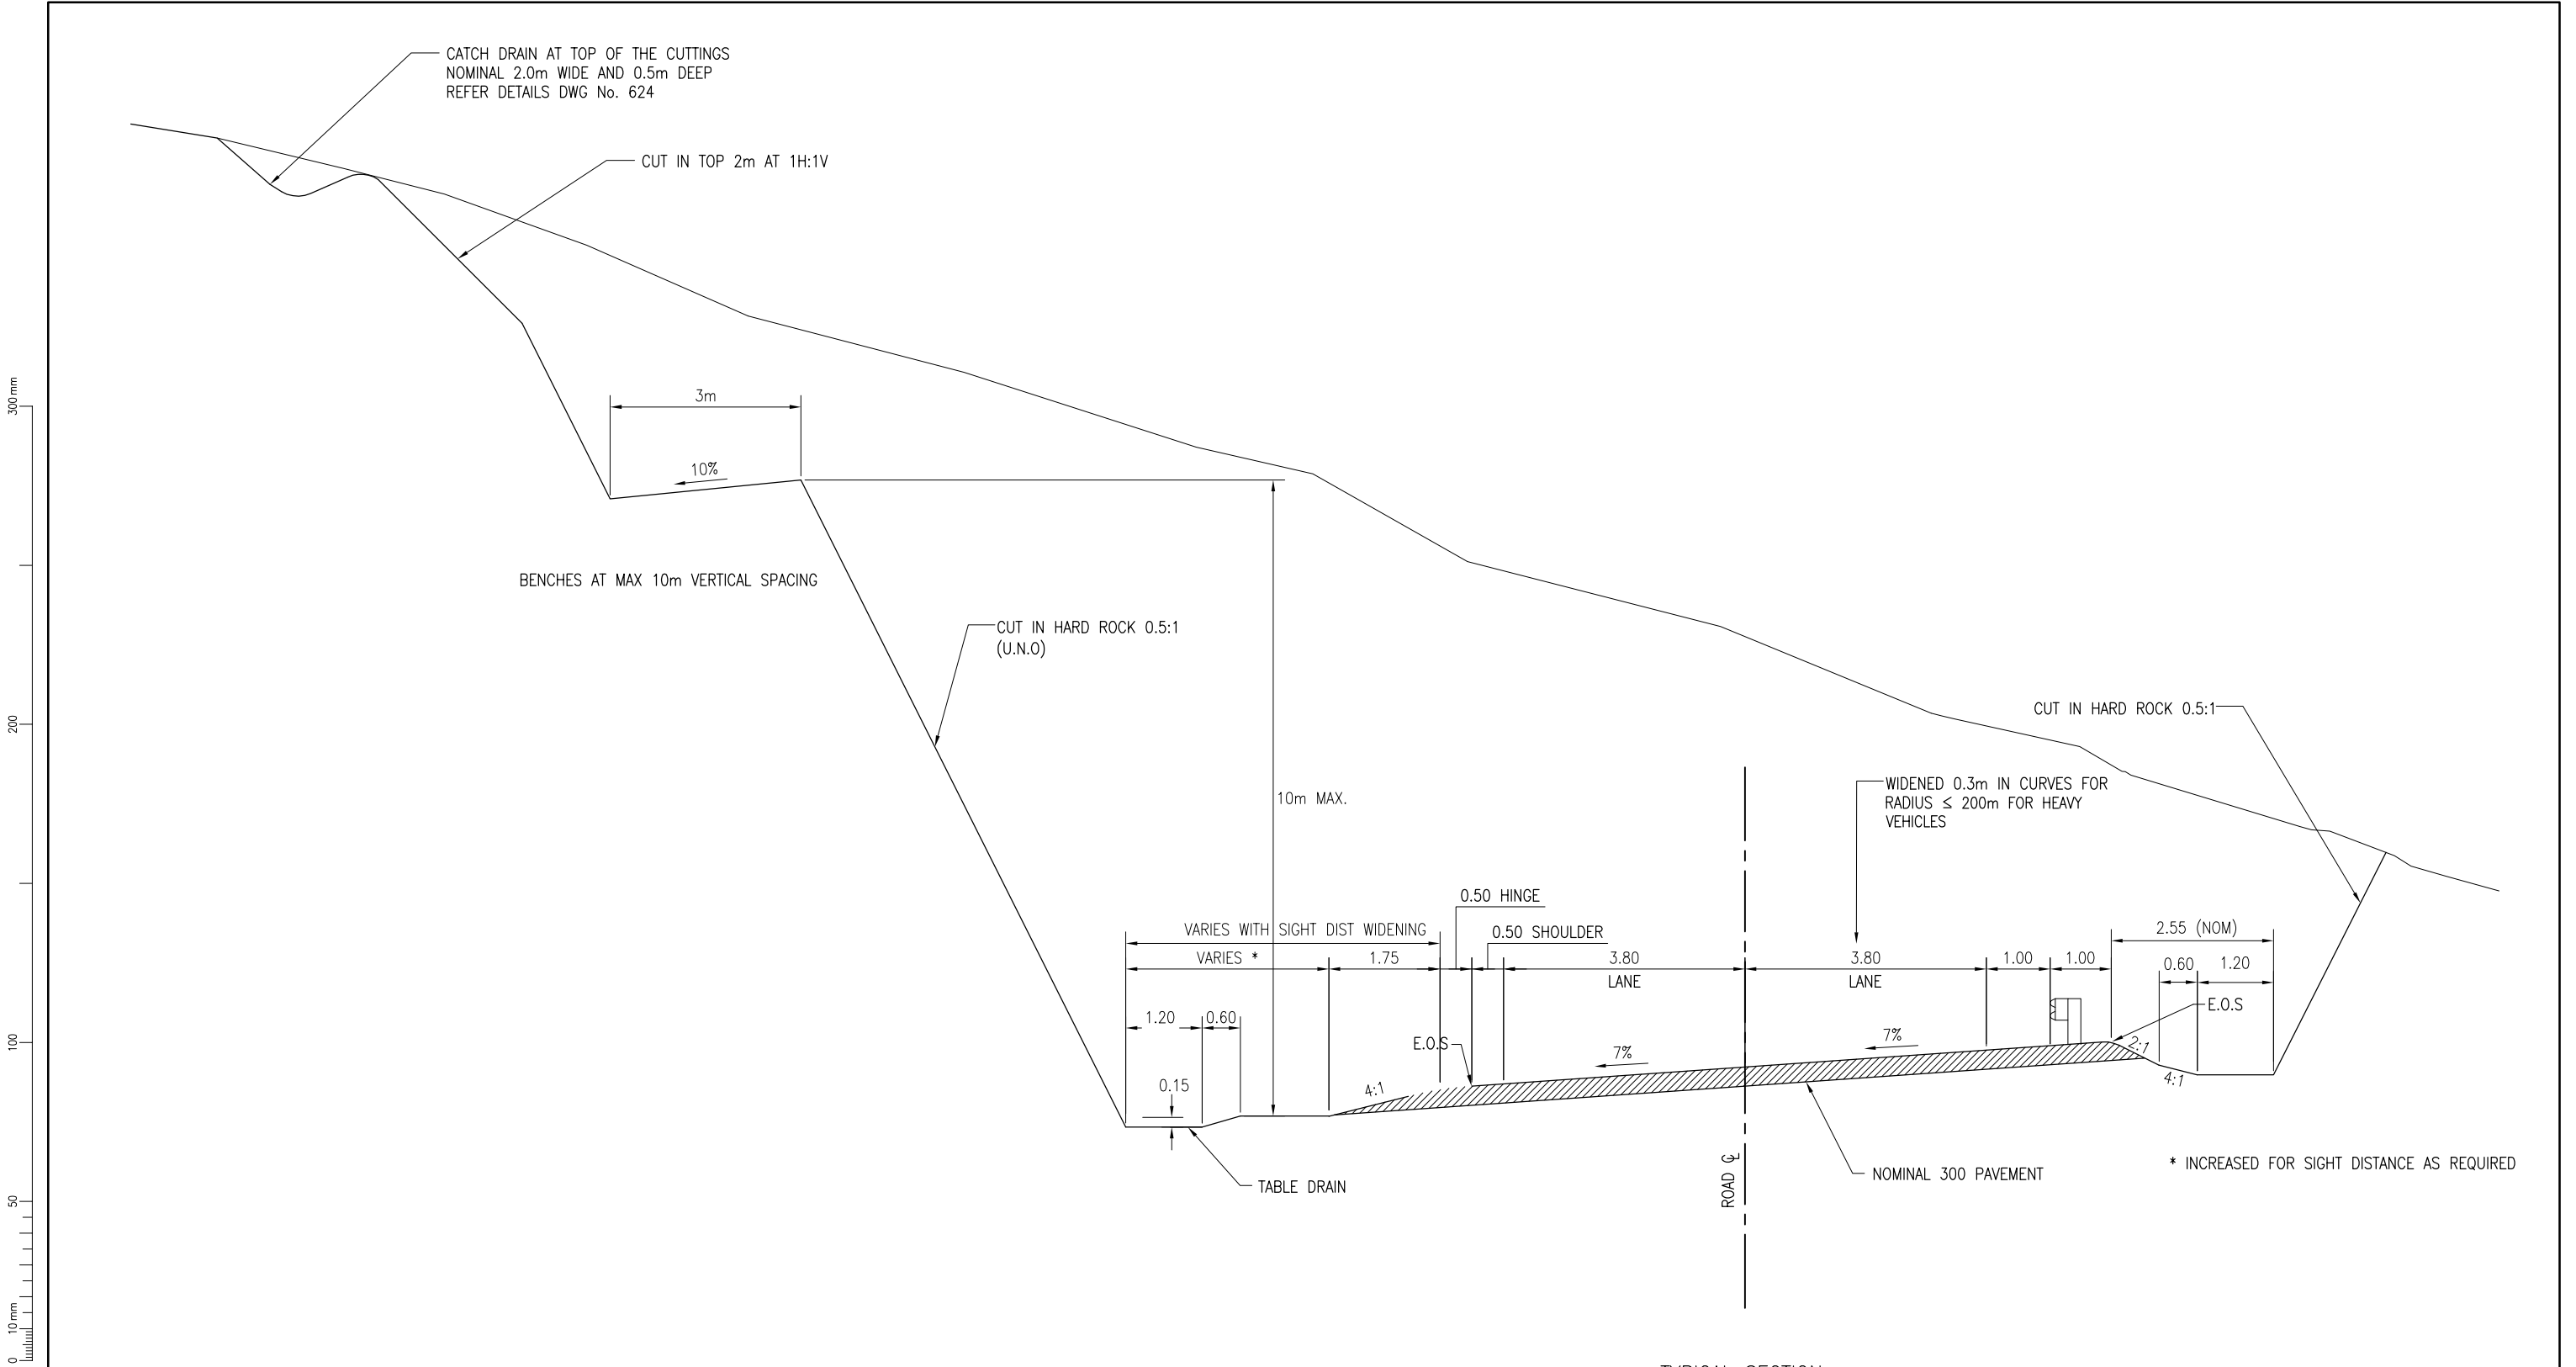 CATCH DRAIN AT TOP OF THE CUTTINGS
NOMINAL 2.0m WIDE AND 0.5m DEEP
REFER DETAILS DWG No. 624
CUT IN TOP 2m AT 1H:1V
300mm
3m
10%
BENCHES AT MAX 10m VERTICAL SPACING
CUT IN HARD ROCK 0.5:1
(U.N.O)
200
CUT IN HARD ROCK 0.5:1
10m MAX.
WIDENED 0.3m IN CURVES FOR
RADIUS ≤ 200m FOR HEAVY
VEHICLES
0.50 HINGE
VARIES WITH SIGHT DIST WIDENING
0.50 SHOULDER
2.55 (NOM)
VARIES *
1.75
3.80
LANE
3.80
LANE
1.00
1.00
0.60
1.20
1.20
0.60
E.O.S
E.O.S
100
7%
7%
2:1
4:1
0.15
4:1
TABLE DRAIN
ROAD ℄
NOMINAL 300 PAVEMENT
* INCREASED FOR SIGHT DISTANCE AS REQUIRED
50
10mm
0